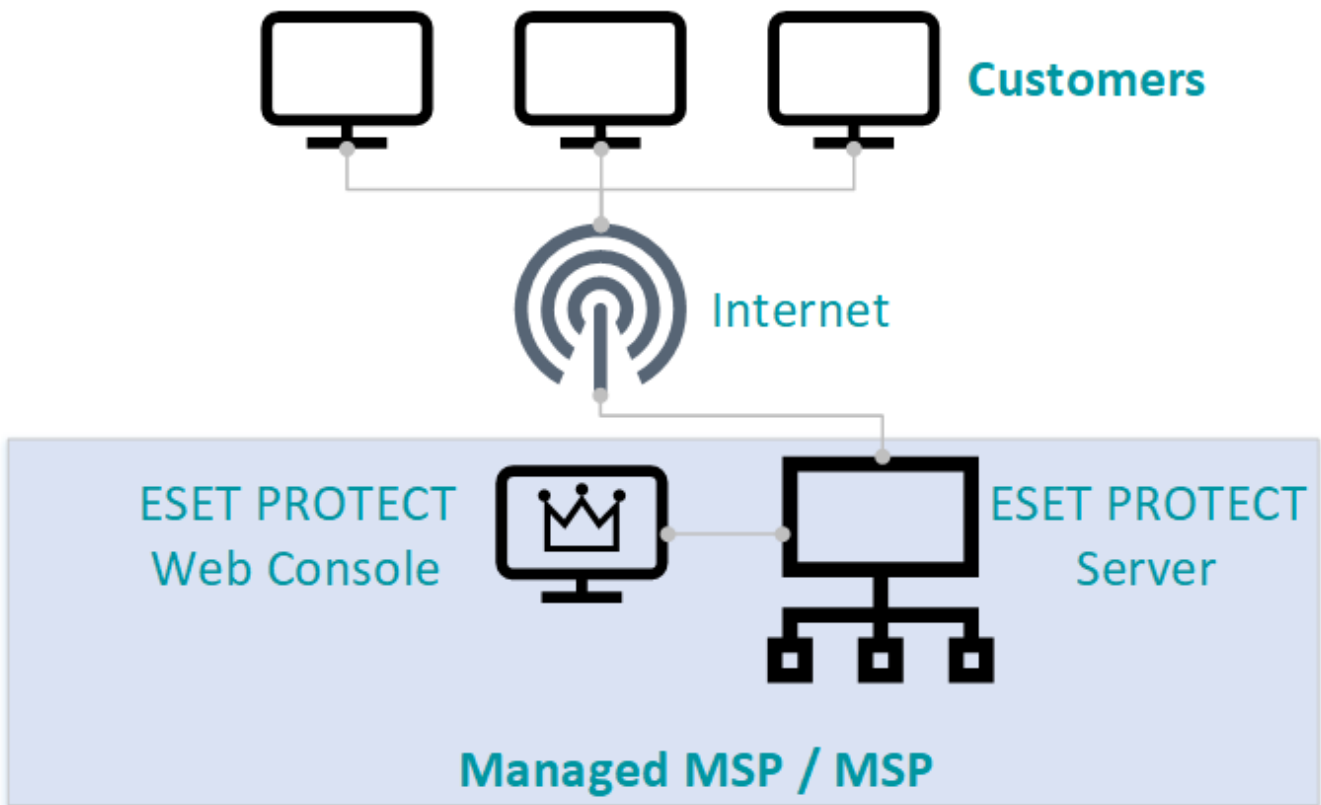 Customers
Internet
ESET PROTECT
Web Console
ESET PROTECT
Server
Managed MSP / MSP